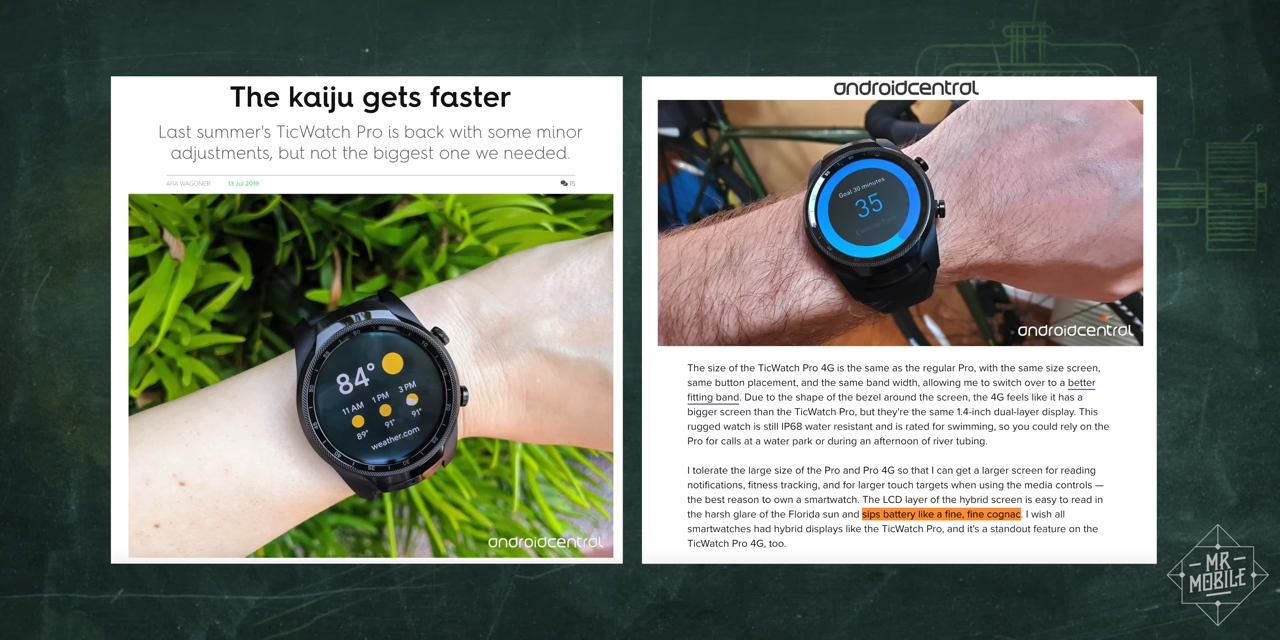 The kaiju gets faster
Last summer's TicWatch Pro is back with some minor
adjustments, but not the biggest one we needed.
ARA WAGONER 13 Jul 2019 15
84°
11 AM 1 PM 3 PM
89° 91° 91°
weather.com
androidcentral
androidcentral
Goal 30 minutes
35
androidcentral
The size of the TicWatch Pro 4G is the same as the regular Pro, with the same size screen,
same button placement, and the same band width, allowing me to switch over to a better
fitting band. Due to the shape of the bezel around the screen, the 4G feels like it has a
bigger screen than the TicWatch Pro, but they're the same 1.4-inch dual-layer display. This
rugged watch is still IP68 water resistant and is rated for swimming, so you could rely on the
Pro for calls at a water park or during an afternoon of river tubing.
I tolerate the large size of the Pro and Pro 4G so that I can get a larger screen for reading
notifications, fitness tracking, and for larger touch targets when using the media controls —
the best reason to own a smartwatch. The LCD layer of the hybrid screen is easy to read in
the harsh glare of the Florida sun and sips battery like a fine, fine cognac. I wish all
smartwatches had hybrid displays like the TicWatch Pro, and it's a standout feature on the
TicWatch Pro 4G, too.
MR
MOBILE